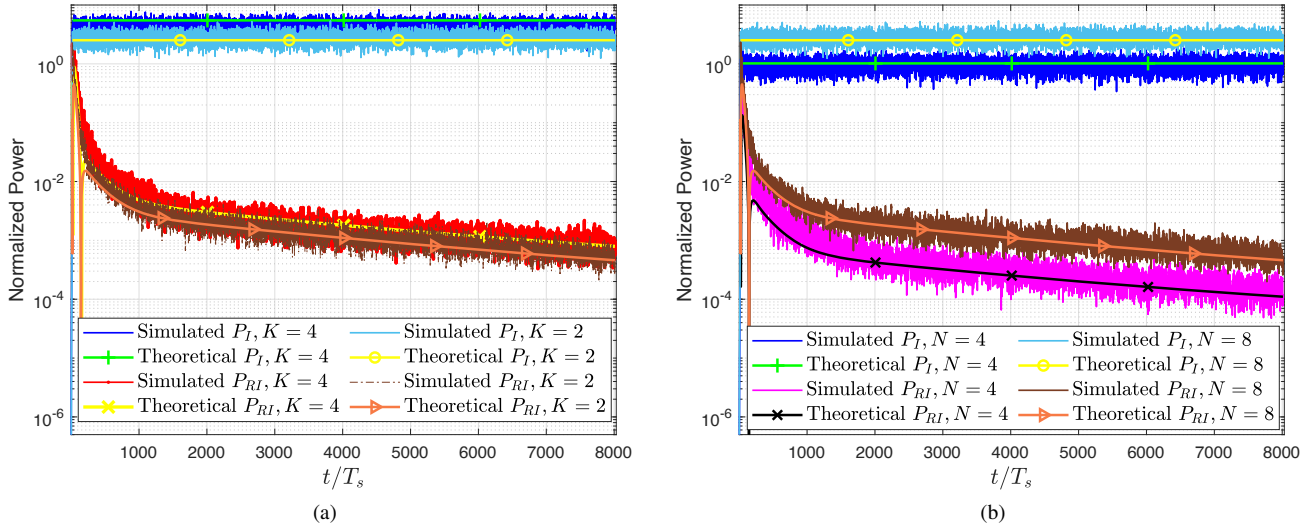 10^0
10^-2
10^-4
10^-6
Normalized Power
Simulated P_I, K = 4
Simulated P_I, K = 2
Theoretical P_I, K = 4
Theoretical P_I, K = 2
Simulated P_RI, K = 4
Simulated P_RI, K = 2
Theoretical P_RI, K = 4
Theoretical P_RI, K = 2
1000 2000 3000 4000 5000 6000 7000 8000
t/T_s
(a)
10^0
10^-2
10^-4
10^-6
Normalized Power
Simulated P_I, N = 4
Simulated P_I, N = 8
Theoretical P_I, N = 4
Theoretical P_I, N = 8
Simulated P_RI, N = 4
Simulated P_RI, N = 8
Theoretical P_RI, N = 4
Theoretical P_RI, N = 8
1000 2000 3000 4000 5000 6000 7000 8000
t/T_s
(b)